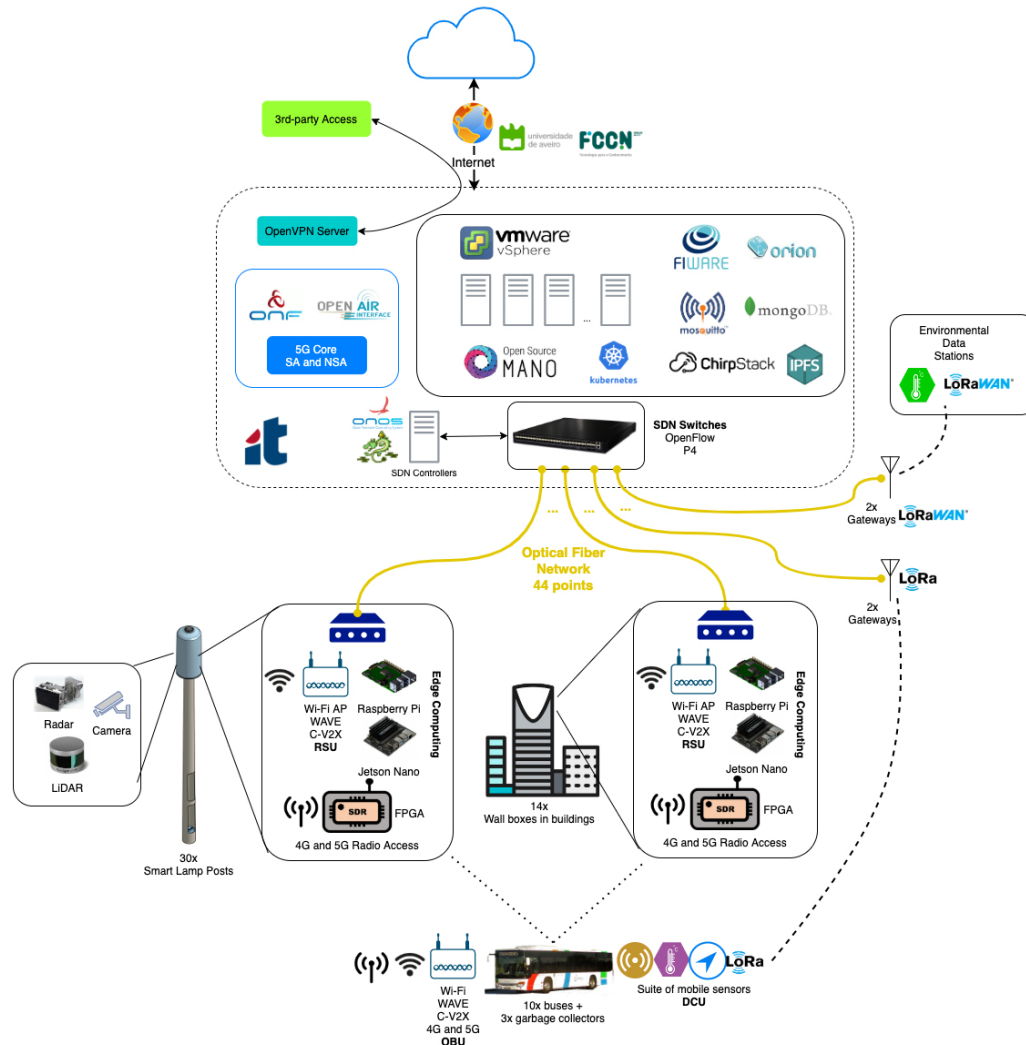 3rd-party Access
Internet
universidade
de aveiro
FCCN
OpenVPN Server
vmware®
vSphere
FIWARE
orion
ONF
OPEN AIR
INTERFACE
...
mosquitto™
mongoDB®
5G Core
SA and NSA
Open Source
MANO
kubernetes
ChirpStack
IPFS
Environmental
Data
Stations
°C
LoRaWAN®
it
onos
SDN Controllers
SDN Switches
OpenFlow
P4
...
...
...
2x
Gateways
LoRaWAN®
Optical Fiber
Network
44 points
LoRa
2x
Gateways
Radar
Camera
LiDAR
30x
Smart Lamp Posts
Wi-Fi AP
WAVE
C-V2X
RSU
Raspberry Pi
Jetson Nano
Edge Computing
SDR
FPGA
4G and 5G Radio Access
14x
Wall boxes in buildings
Wi-Fi AP
WAVE
C-V2X
RSU
Raspberry Pi
Jetson Nano
Edge Computing
SDR
FPGA
4G and 5G Radio Access
Wi-Fi
WAVE
C-V2X
4G and 5G
OBU
10x buses +
3x garbage collectors
°C
LoRa
Suite of mobile sensors
DCU